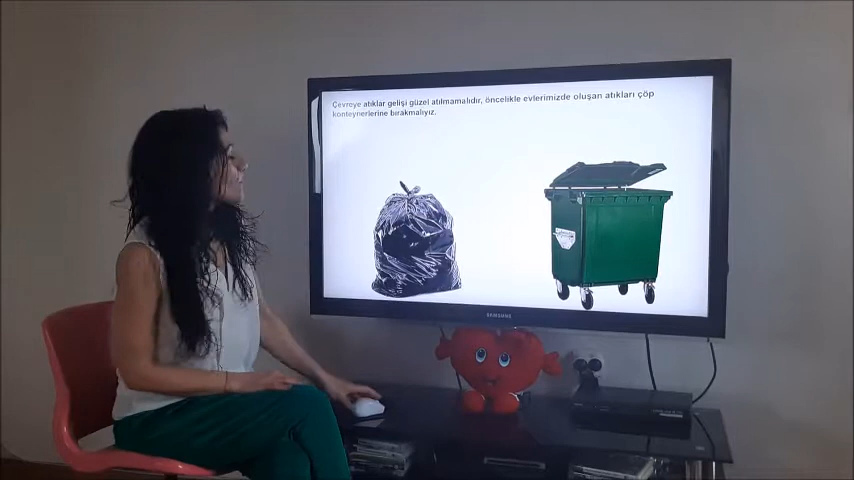 Çevreye atıklar gelişi güzel atılmamalıdır, öncelikle evlerimizde oluşan atıkları çöp
konteynerlerine bırakmalıyız.
SAMSUNG